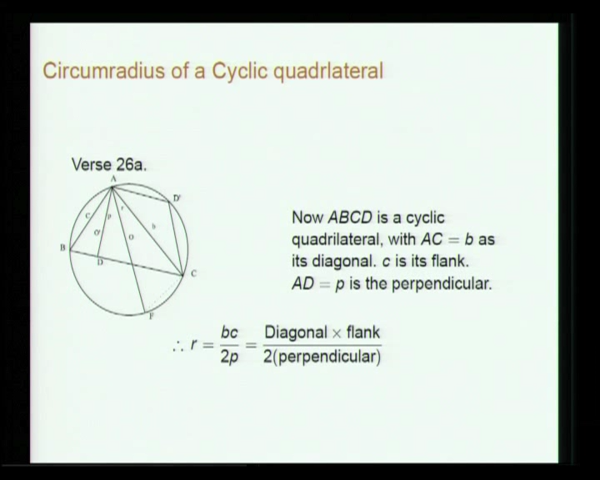 Circumradius of a Cyclic quadrlateral
Verse 26a.
A
D'
c
p
r
b
O'
O
B
D
C
P
Now ABCD is a cyclic
quadrilateral, with AC = b as
its diagonal. c is its flank.
AD = p is the perpendicular.
∴ r = bc/2p = Diagonal × flank/2(perpendicular)